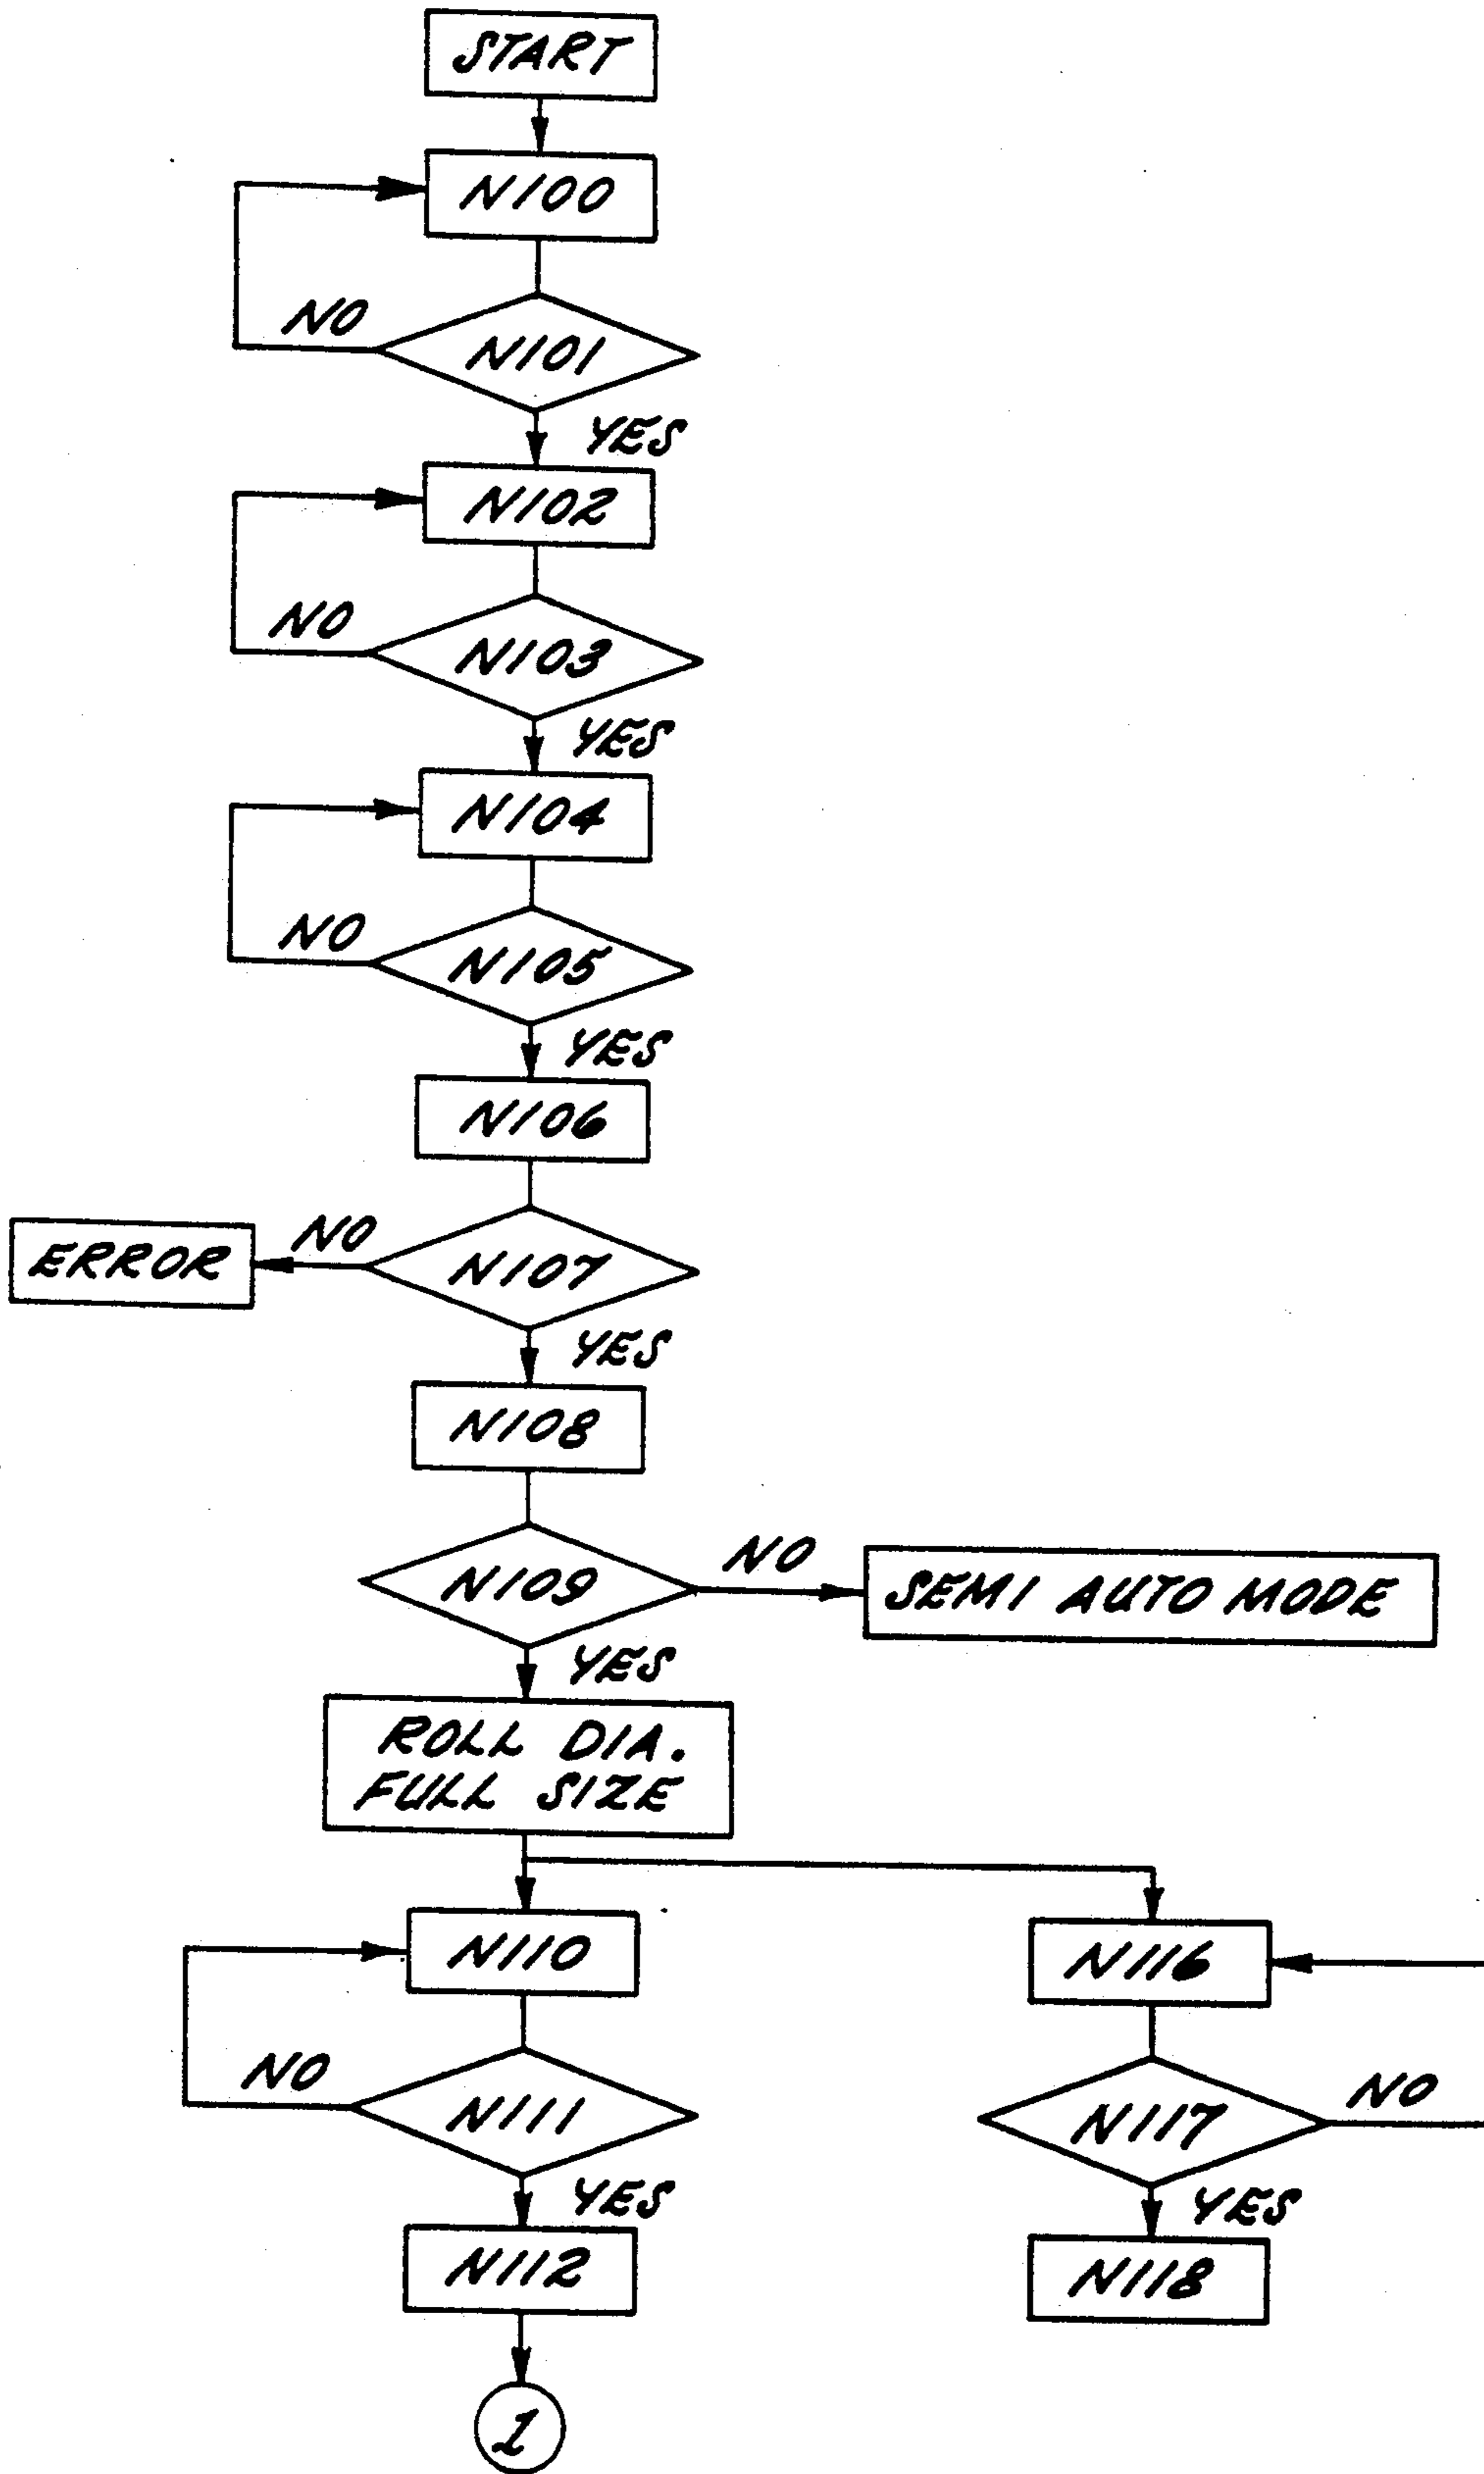 START
N100
NO
N101
YES
N102
NO
N103
YES
N104
NO
N105
YES
N106
ERROR
NO
N107
YES
N108
N109
NO
SEMI AUTO MODE
YES
ROLL DIA.
FULL SIZE
N110
N116
NO
N111
N117
NO
YES
YES
N112
N118
1